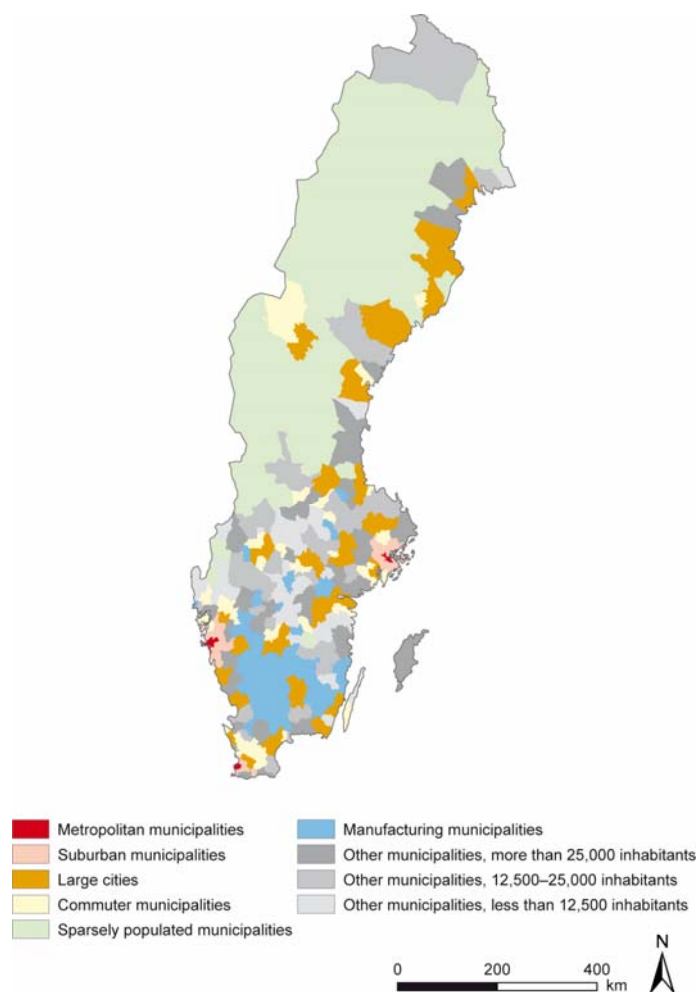 Metropolitan municipalities
Suburban municipalities
Large cities
Commuter municipalities
Sparsely populated municipalities
Manufacturing municipalities
Other municipalities, more than 25,000 inhabitants
Other municipalities, 12,500–25,000 inhabitants
Other municipalities, less than 12,500 inhabitants
N
0 200 400
km